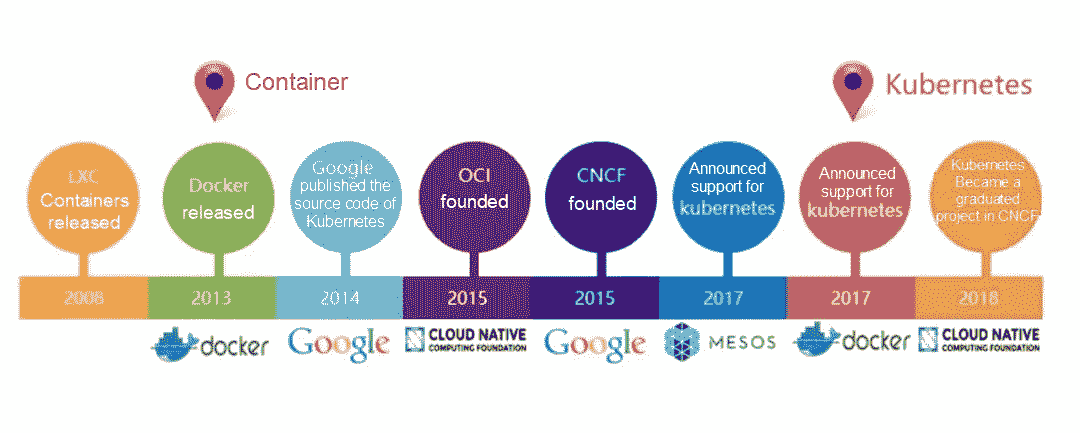 Container
Kubernetes
LXC
Containers
released
Docker
released
Google
published the
source code of
Kubernetes
OCI
founded
CNCF
founded
Announced
support for
kubernetes
Announced
support for
kubernetes
Kubernetes
Became a
graduated
project in CNCF
2008
2013
2014
2015
2015
2017
2017
2018
docker
Google
CLOUD NATIVE
COMPUTING FOUNDATION
Google
MESOS
docker
CLOUD NATIVE
COMPUTING FOUNDATION